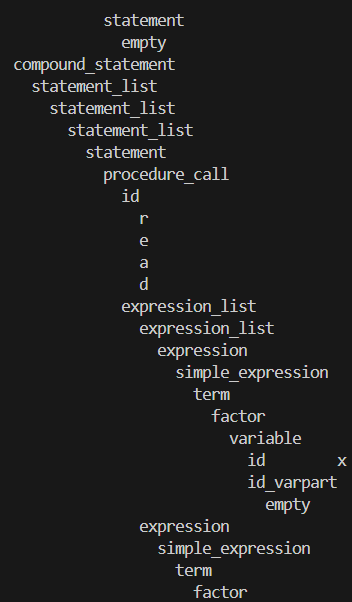 statement
empty
compound_statement
statement_list
statement_list
statement_list
statement
procedure_call
id
r
e
a
d
expression_list
expression_list
expression
simple_expression
term
factor
variable
id x
id_varpart
empty
expression
simple_expression
term
factor